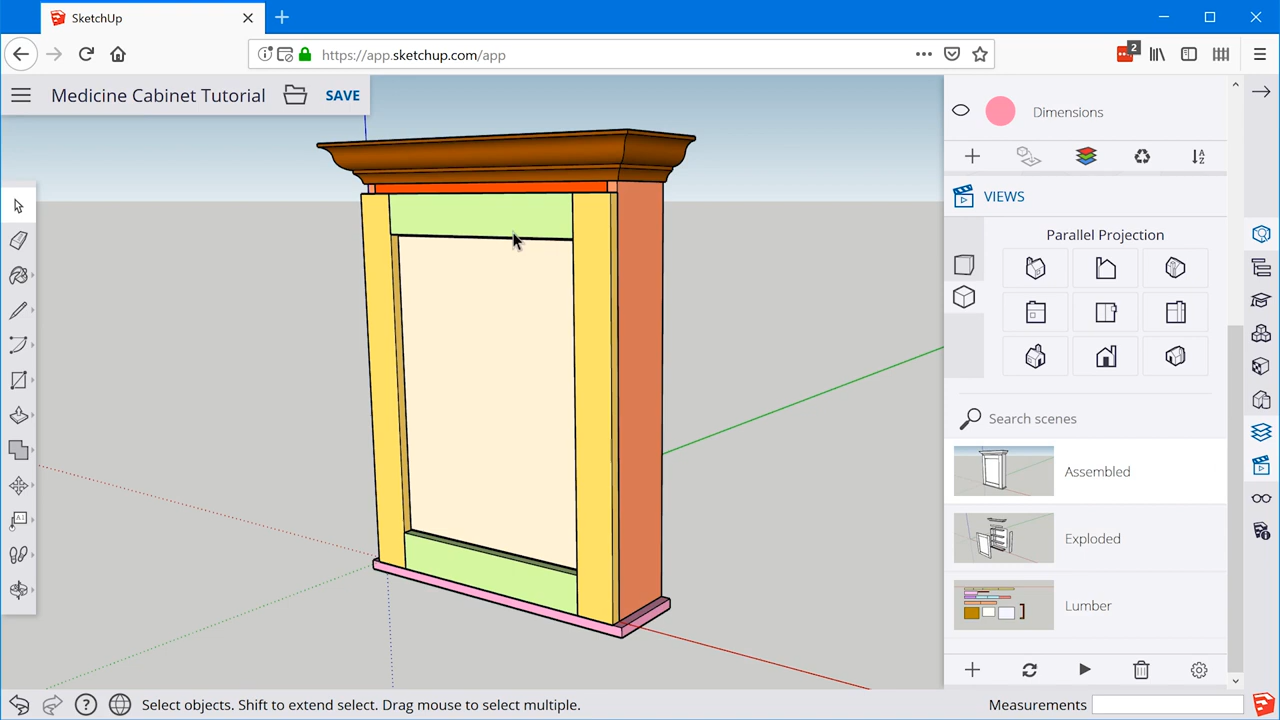 SketchUp
https://app.sketchup.com/app
2
Medicine Cabinet Tutorial
SAVE
Dimensions
VIEWS
Parallel Projection
Search scenes
Assembled
Exploded
Lumber
Select objects. Shift to extend select. Drag mouse to select multiple.
Measurements